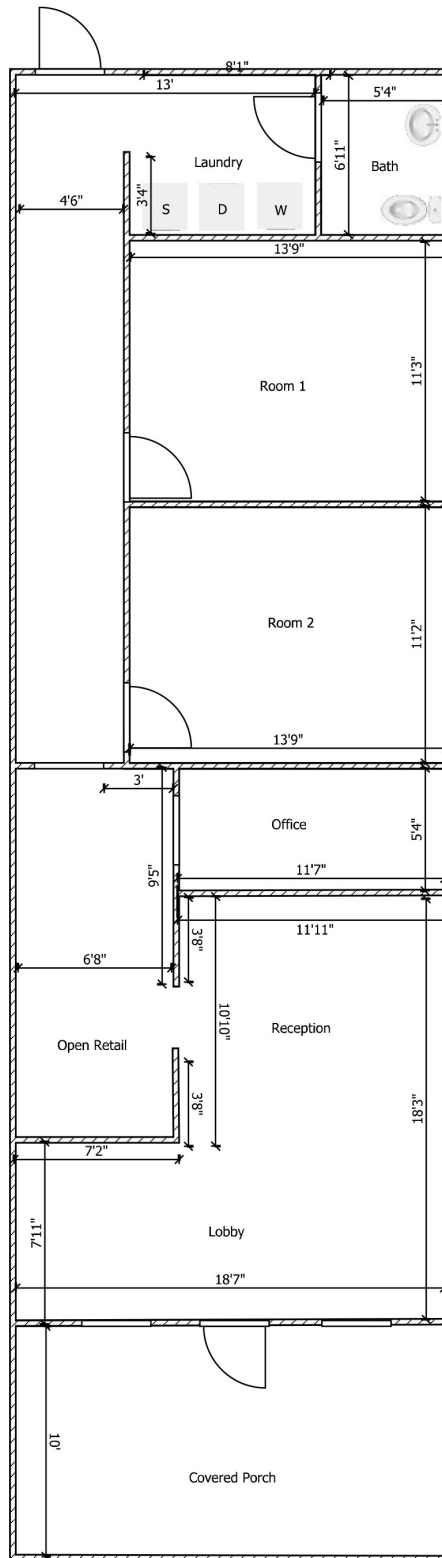 8'1"
13'
5'4"
Laundry
Bath
6'11"
3'4"
S
D
W
4'6"
13'9"
Room 1
11'3"
Room 2
11'2"
13'9"
3'
Office
5'4"
9'5"
11'7"
11'11"
3'8"
6'8"
10'10"
Reception
Open Retail
3'8"
18'3"
7'2"
7'11"
Lobby
18'7"
10'
Covered Porch